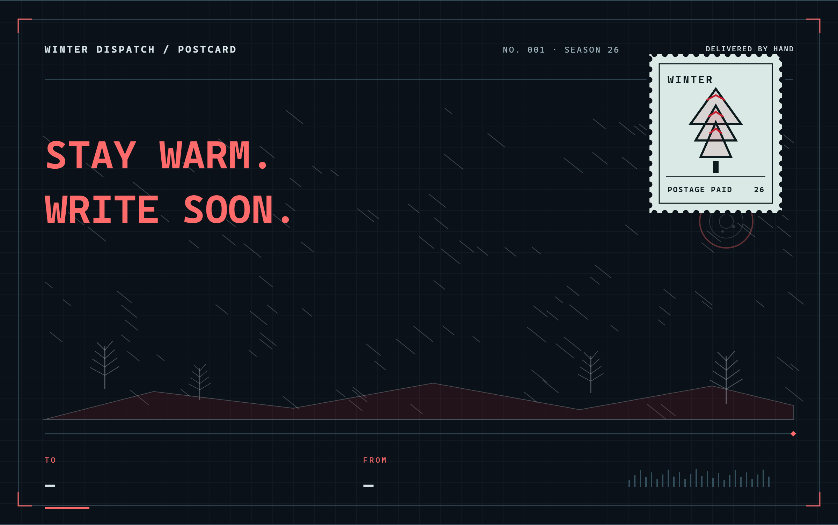 WINTER DISPATCH / POSTCARD
NO. 001 · SEASON 26
DELIVERED BY HAND
WINTER
POSTAGE PAID 26
STAY WARM.
WRITE SOON.
TO
FROM
—
—